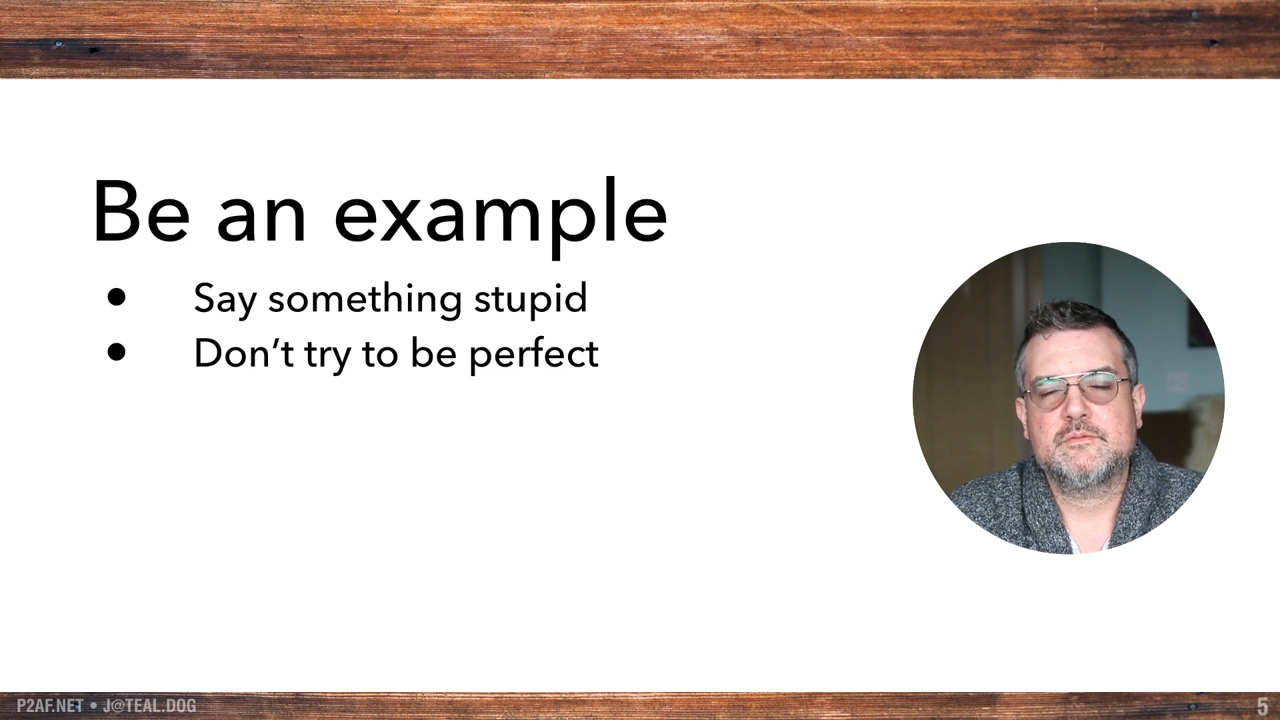 Be an example
● Say something stupid
● Don’t try to be perfect
P2AF.NET • J@TEAL.DOG
5